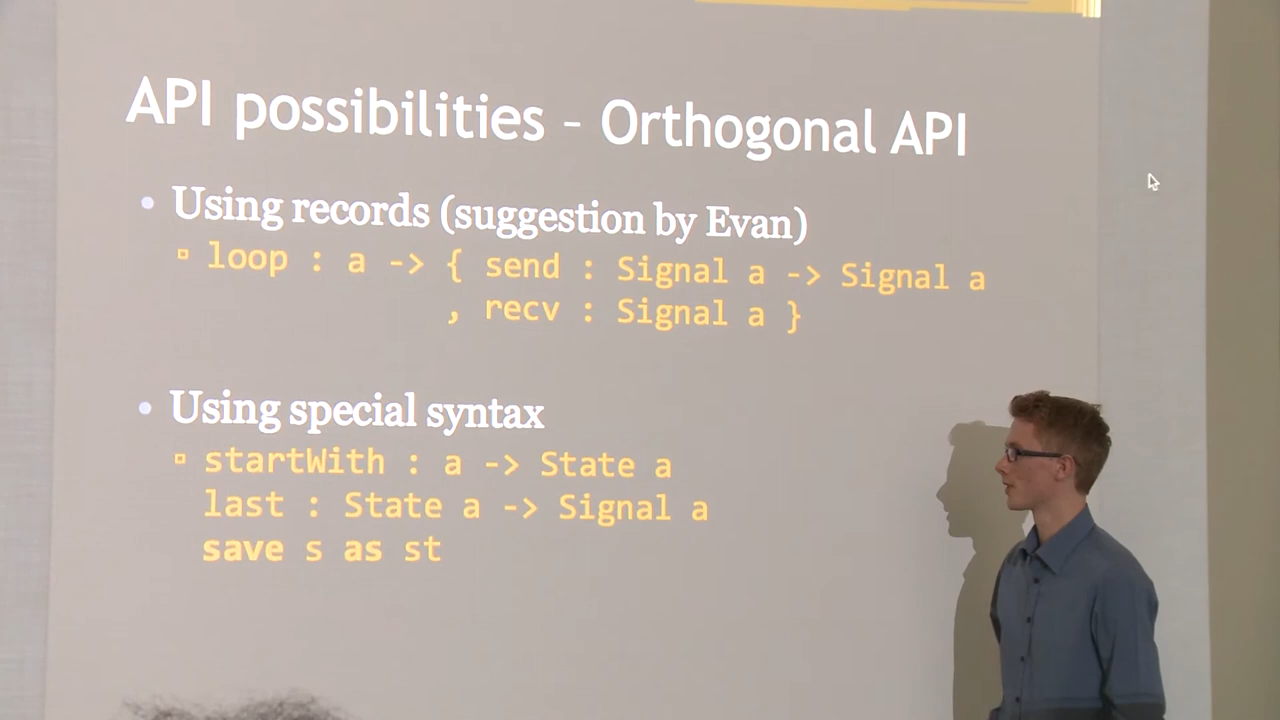 API possibilities – Orthogonal API
• Using records (suggestion by Evan)
▫ loop : a -> { send : Signal a -> Signal a
, recv : Signal a }
• Using special syntax
▫ startWith : a -> State a
last : State a -> Signal a
save s as st